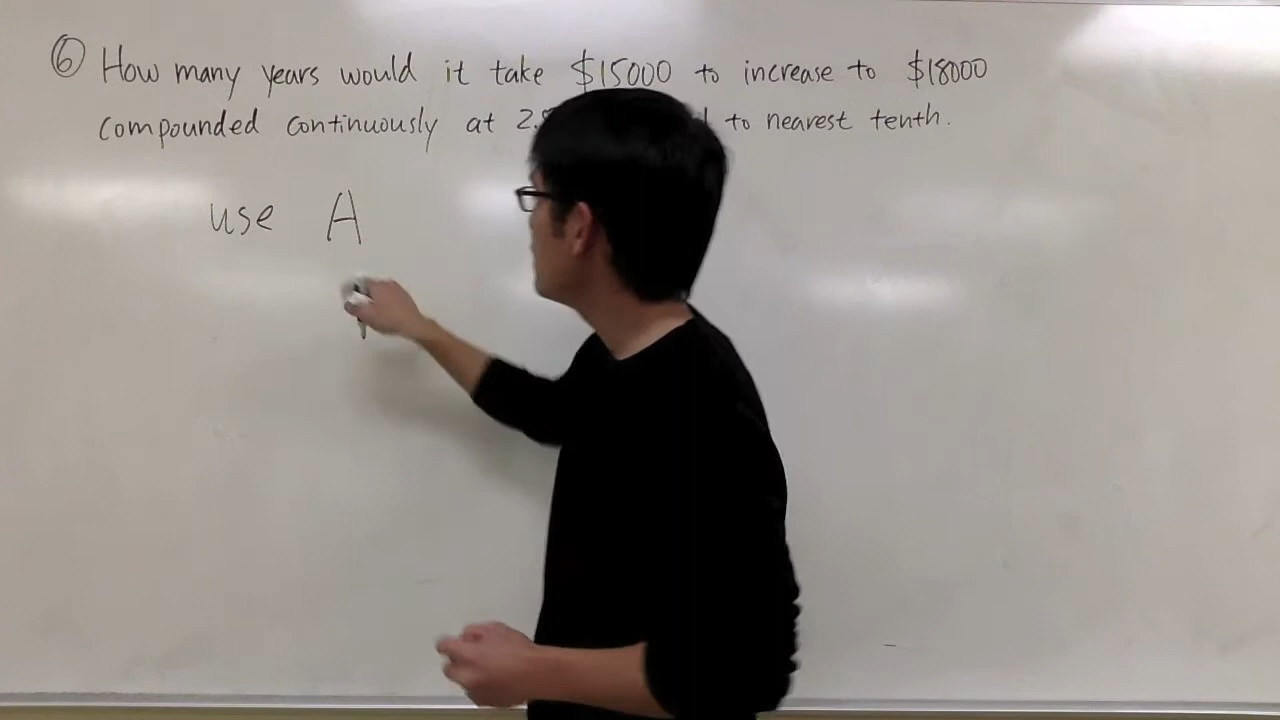 ⑥ How many years would it take $15000 to increase to $18000
compounded continuously at 2. to nearest tenth.
use A